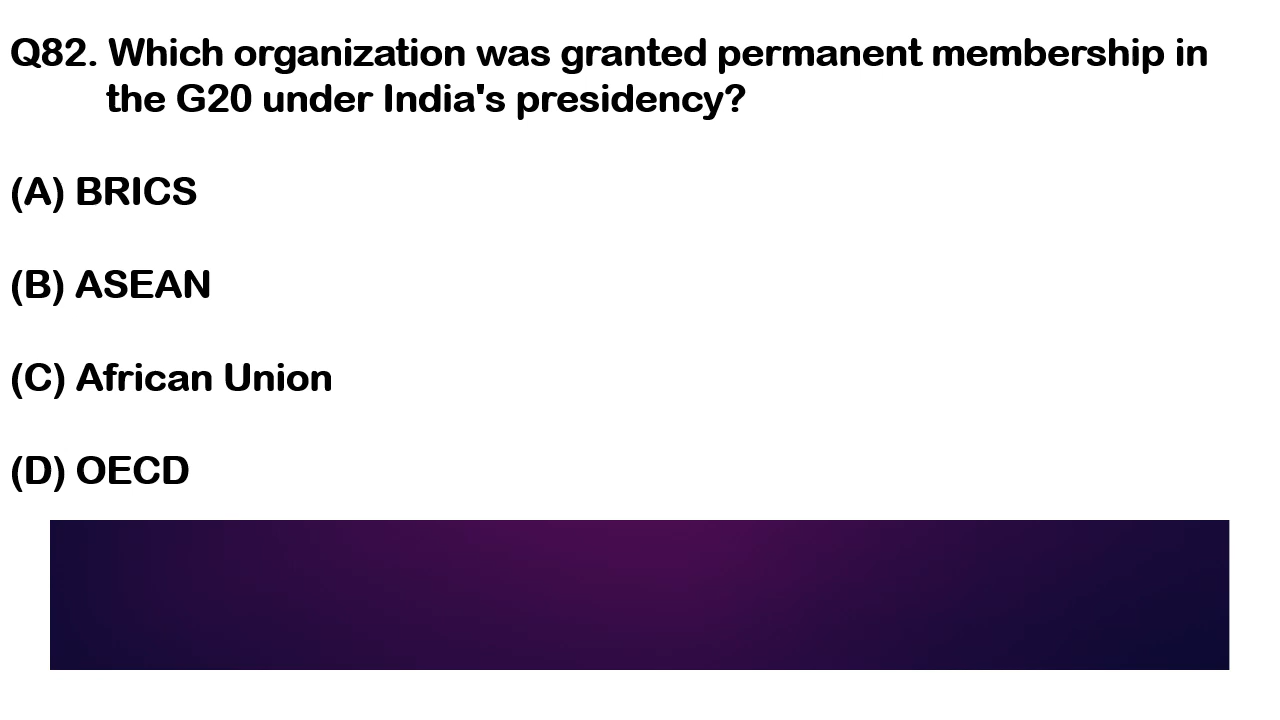 Q82. Which organization was granted permanent membership in
the G20 under India's presidency?
(A) BRICS
(B) ASEAN
(C) African Union
(D) OECD